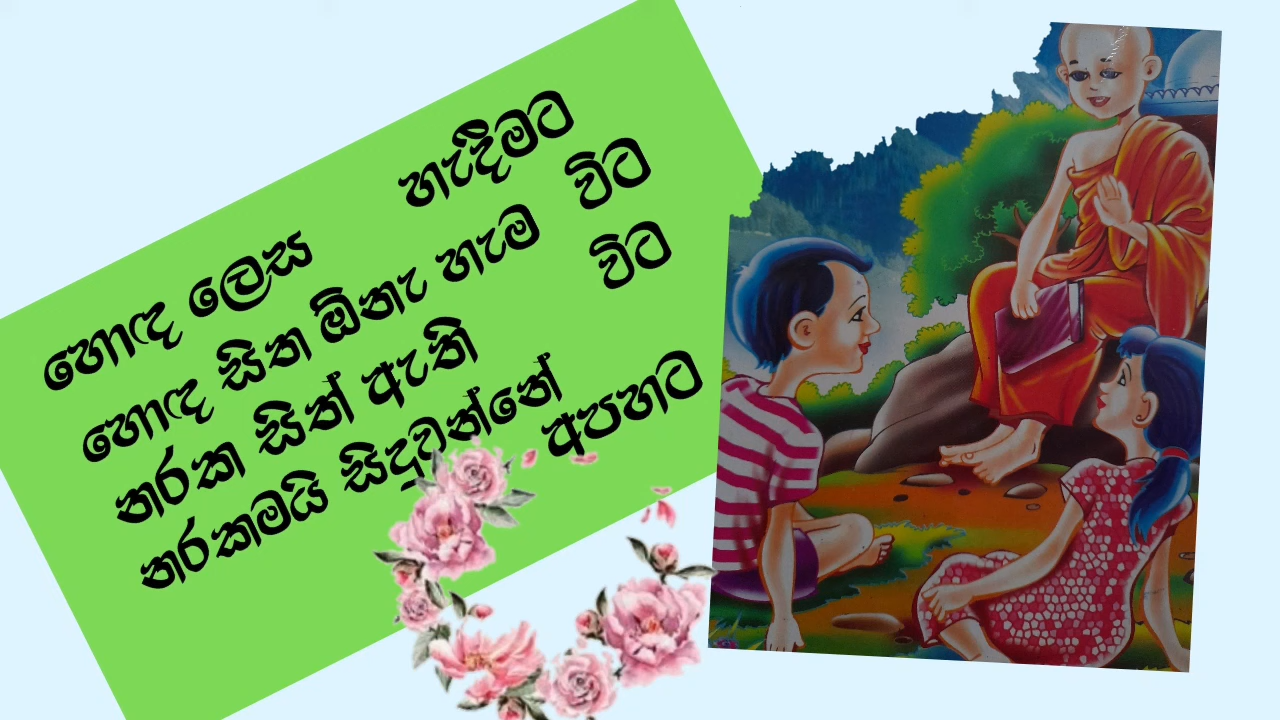 හොඳ ලෙස හැදීමට
හොඳ සිත ඕනැ හැම විට
නරක සිත් ඇති විට
නරකමයි සිදුවන්නේ අපහට